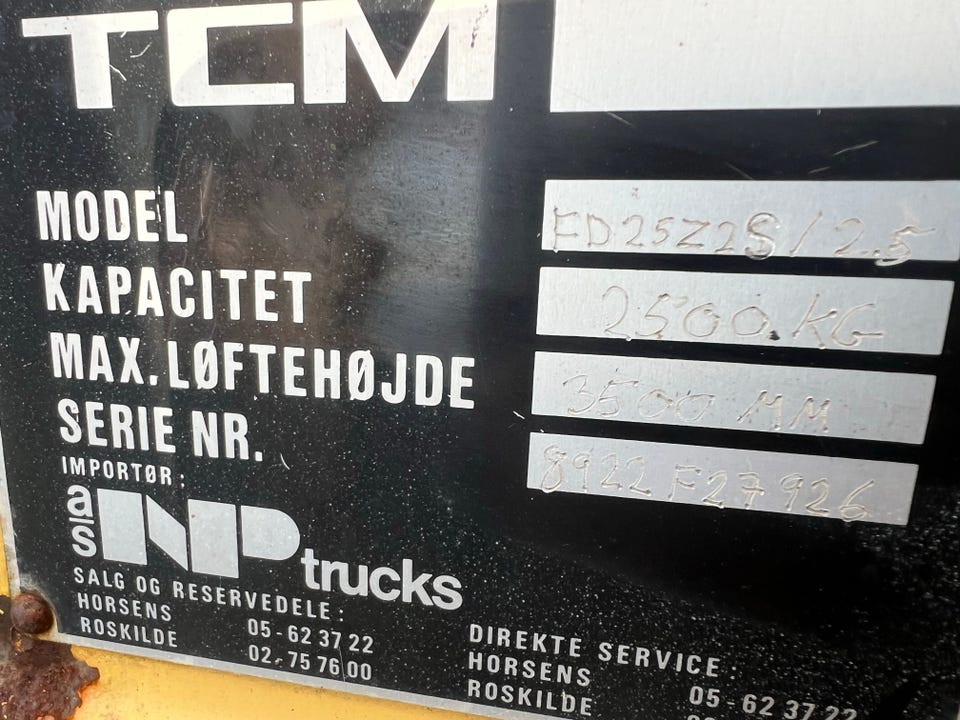 TCM
MODEL FD25Z2S/2.5
KAPACITET 2500 KG
MAX. LØFTEHØJDE 3500 MM
SERIE NR. 8922 F27926
IMPORTØR:
a/s NP trucks
SALG OG RESERVEDELE:
HORSENS 05-62 37 22
ROSKILDE 02-75 76 00
DIREKTE SERVICE:
HORSENS 05-62 37 22
ROSKILDE